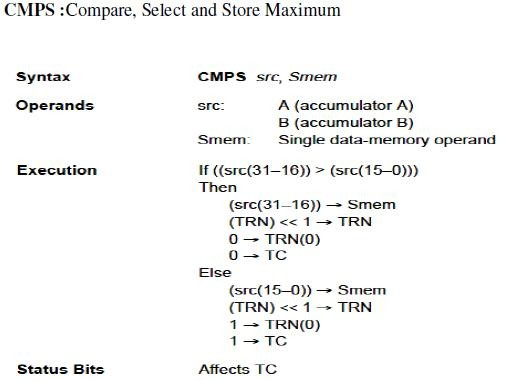 CMPS :Compare, Select and Store Maximum
Syntax CMPS src, Smem
Operands src: A (accumulator A)
B (accumulator B)
Smem: Single data-memory operand
Execution If ((src(31–16)) > (src(15–0)))
Then
(src(31–16)) → Smem
(TRN) << 1 → TRN
0 → TRN(0)
0 → TC
Else
(src(15–0)) → Smem
(TRN) << 1 → TRN
1 → TRN(0)
1 → TC
Status Bits Affects TC